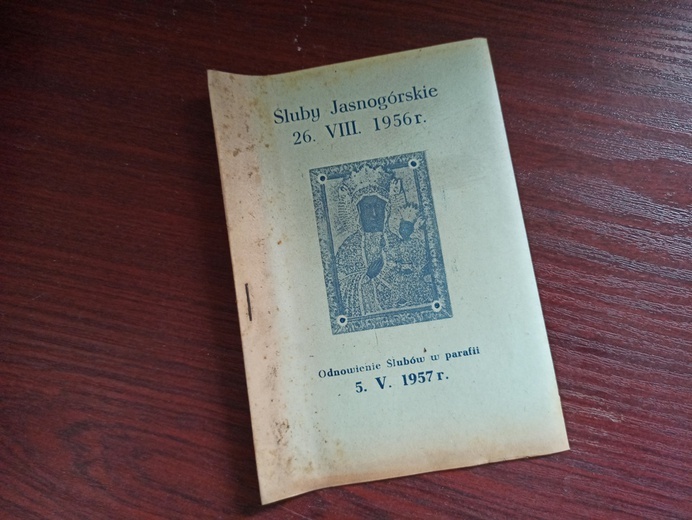 Śluby Jasnogórskie
26. VIII. 1956 r.
Odnowienie Ślubów w parafii
5. V. 1957 r.